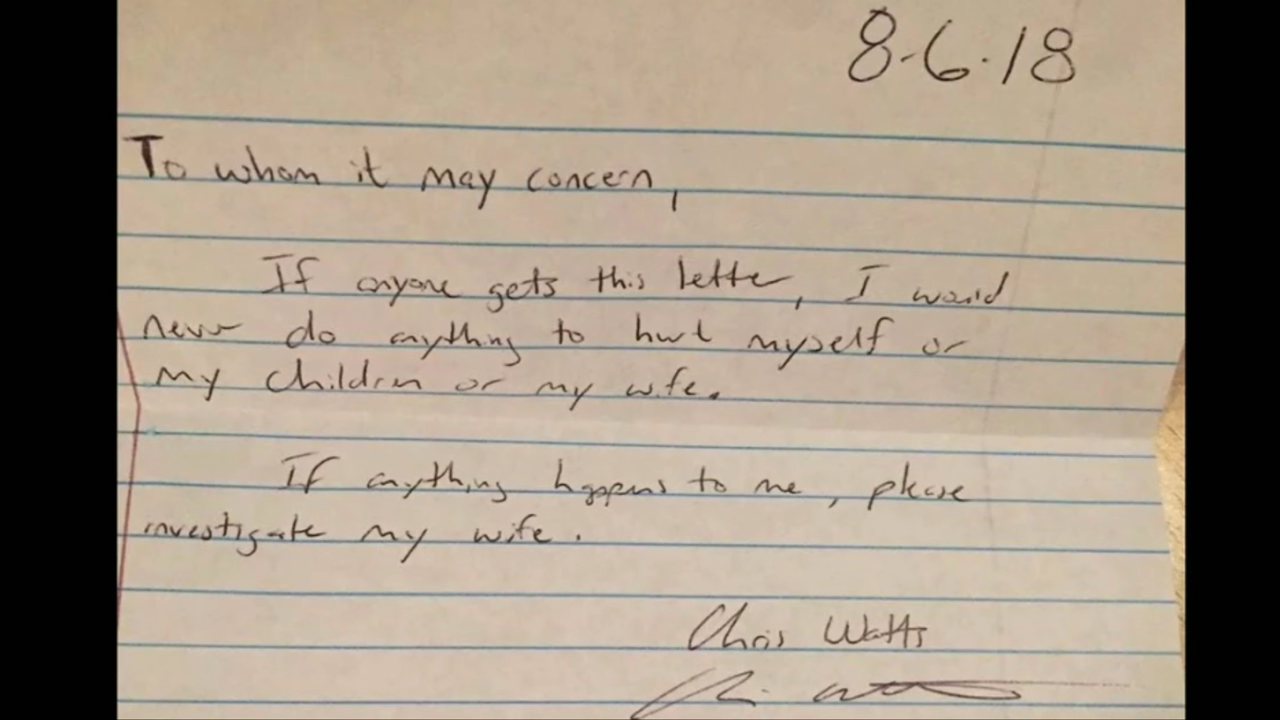 8-6-18
To whom it may concern,
If anyone gets this letter, I would
never do anything to hurt myself or
my children or my wife.
If anything happens to me, please
investigate my wife.
Chris Watts